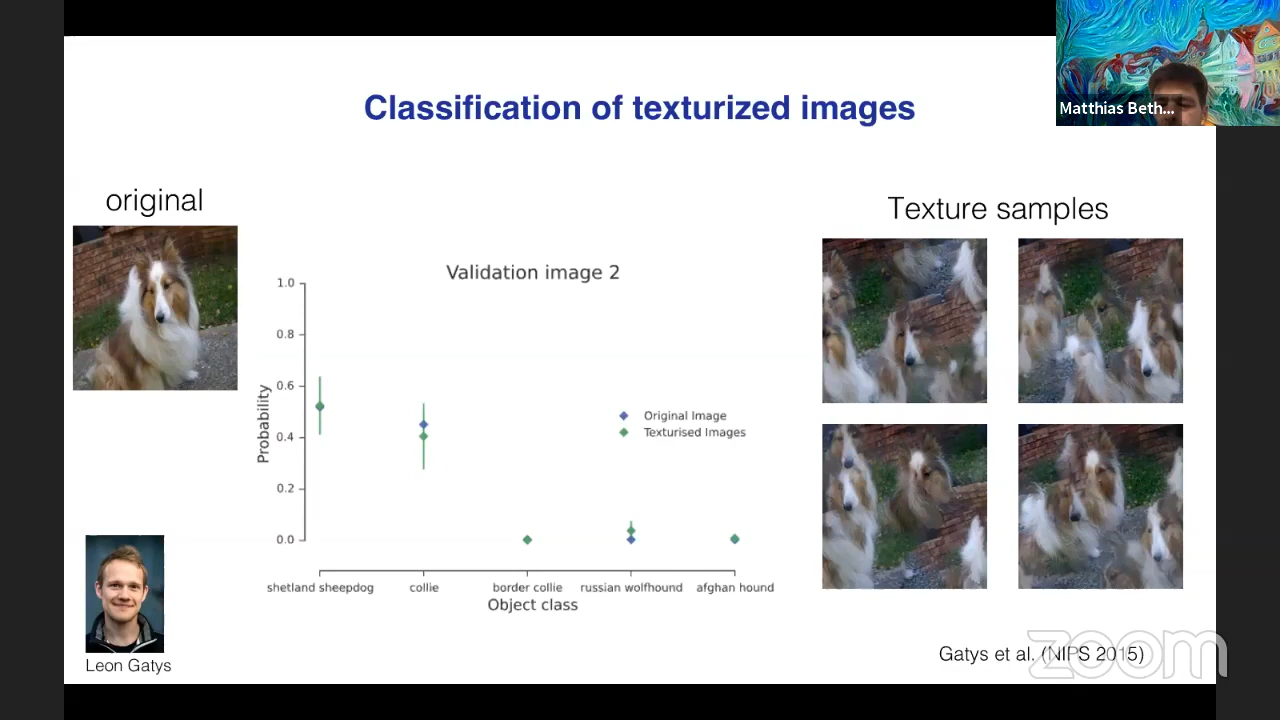 Classification of texturized images
Matthias Beth...
original
Texture samples
Validation image 2
1.0
0.8
0.6
0.4
0.2
0.0
Probability
Original Image
Texturised Images
shetland sheepdog
collie
border collie
russian wolfhound
afghan hound
Object class
Leon Gatys
Gatys et al. (NIPS 2015)
zoom